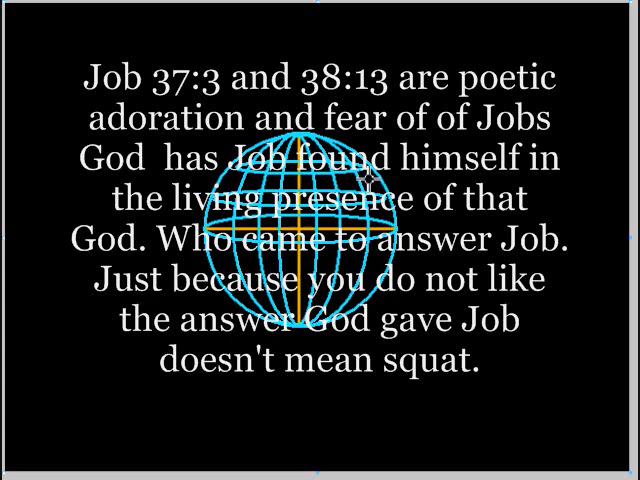 Job 37:3 and 38:13 are poetic
adoration and fear of of Jobs
God  has Job found himself in
the living presence of that
God. Who came to answer Job.
Just because you do not like
the answer God gave Job
doesn't mean squat.